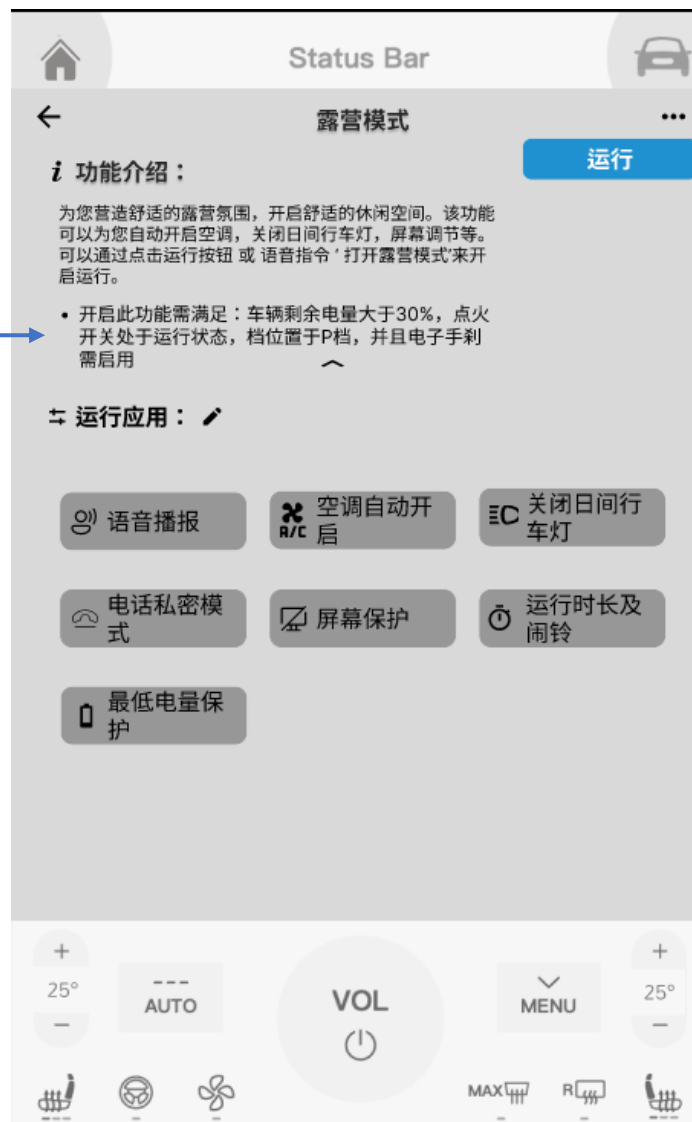 Status Bar
露营模式
运行
i 功能介绍：
为您营造舒适的露营氛围，开启舒适的休闲空间。该功能
可以为您自动开启空调，关闭日间行车灯，屏幕调节等。
可以通过点击运行按钮 或 语音指令 ‘ 打开露营模式’来开
启运行。
• 开启此功能需满足：车辆剩余电量大于30%，点火
开关处于运行状态，档位置于P档，并且电子手刹
需启用
运行应用：
语音播报
A/C 空调自动开
启
关闭日间行
车灯
电话私密模
式
屏幕保护
运行时长及
闹铃
最低电量保
护
+
25°
−
AUTO
VOL
MENU
+
25°
−
MAX
R